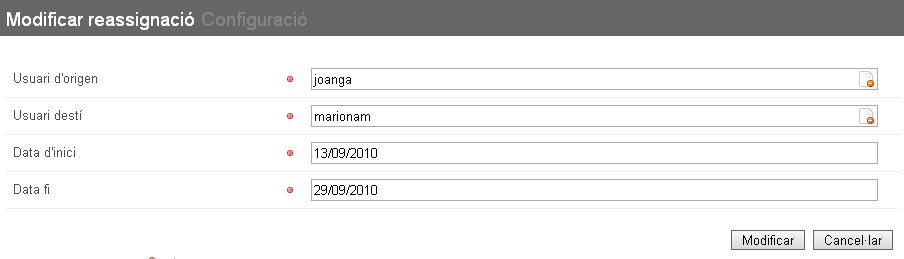 Modificar reassignació Configuració
Usuari d'origen joanga
Usuari destí marionam
Data d'inici 13/09/2010
Data fi 29/09/2010
Modificar Cancel·lar